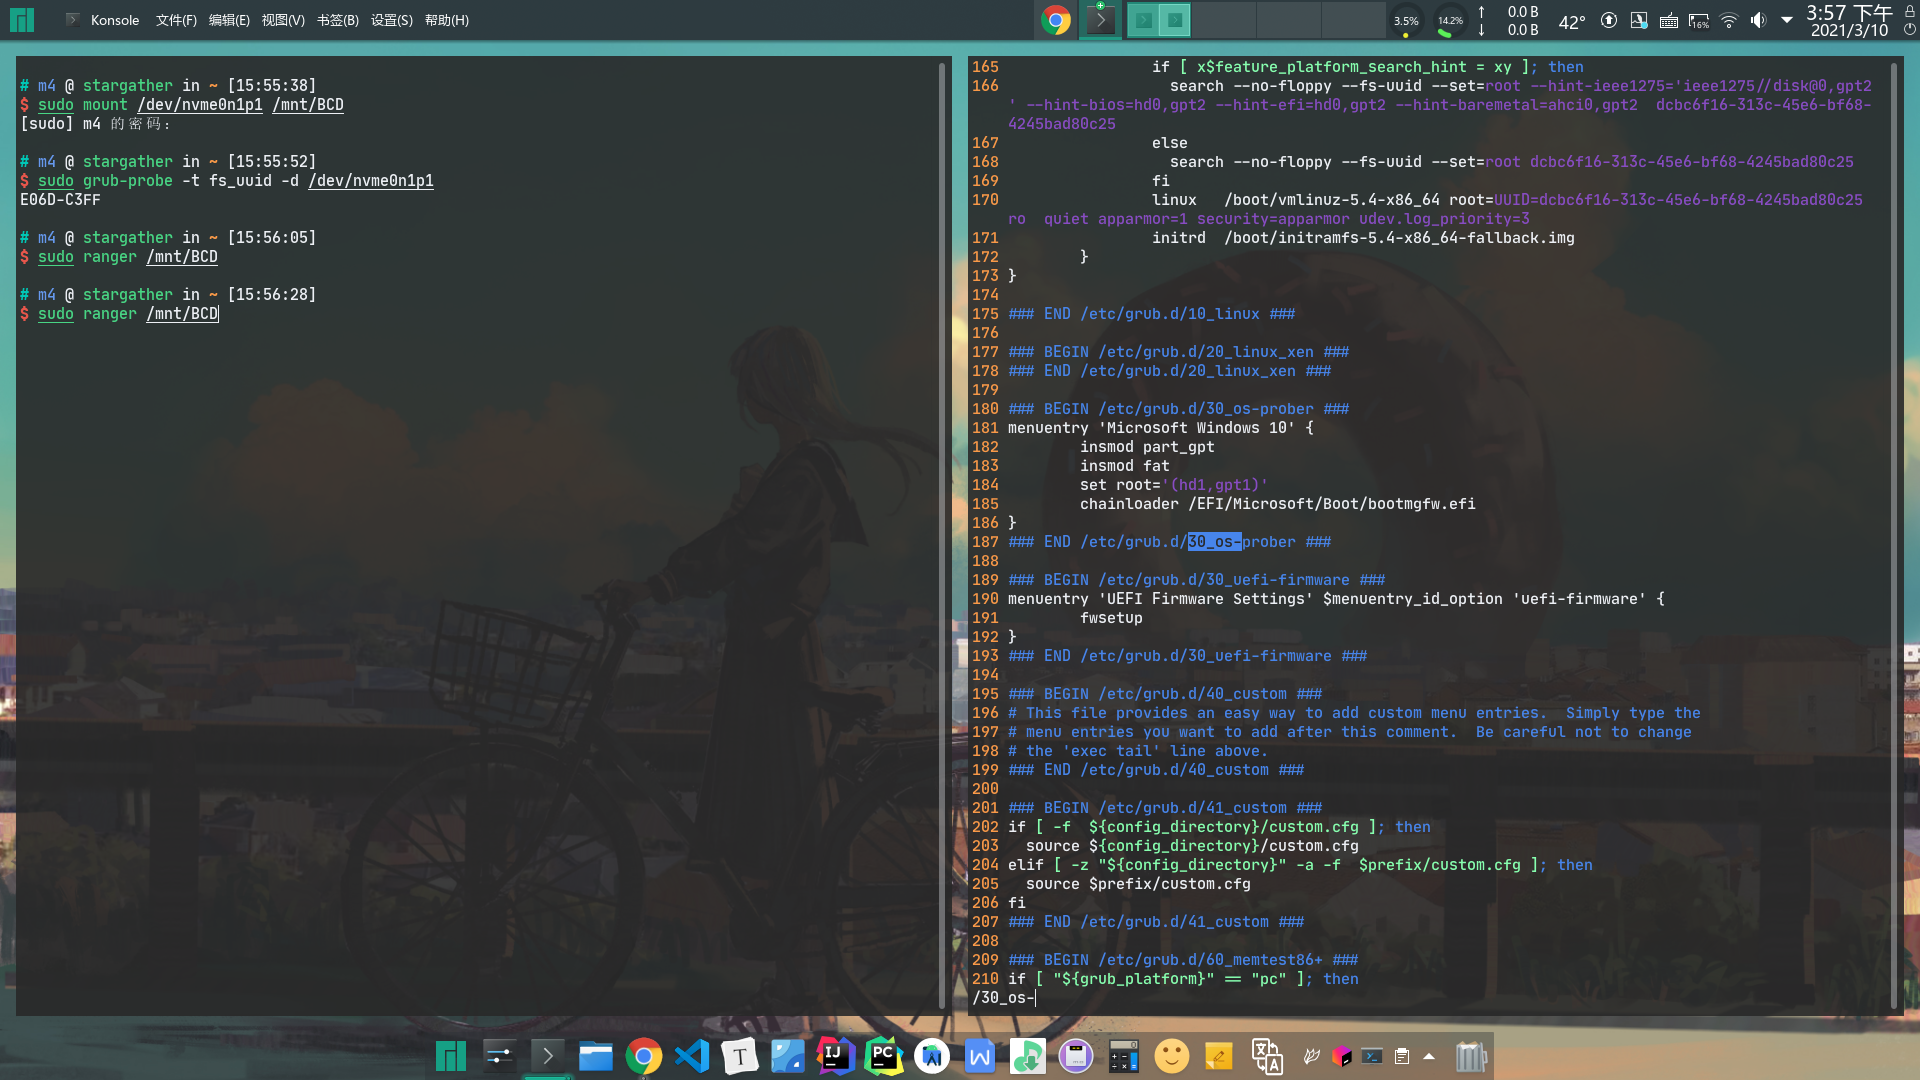 Konsole 文件(F) 编辑(E) 视图(V) 书签(B) 设置(S) 帮助(H)
3.5% 14.2% 0.0 B 0.0 B 42° 16% 3:57 下午 2021/3/10
# m4 @ stargather in ~ [15:55:38]
$ sudo mount /dev/nvme0n1p1 /mnt/BCD
[sudo] m4 的密码：
# m4 @ stargather in ~ [15:55:52]
$ sudo grub-probe -t fs_uuid -d /dev/nvme0n1p1
E06D-C3FF
# m4 @ stargather in ~ [15:56:05]
$ sudo ranger /mnt/BCD
# m4 @ stargather in ~ [15:56:28]
$ sudo ranger /mnt/BCD
165 if [ x$feature_platform_search_hint = xy ]; then
166 search --no-floppy --fs-uuid --set=root --hint-ieee1275='ieee1275//disk@0,gpt2
' --hint-bios=hd0,gpt2 --hint-efi=hd0,gpt2 --hint-baremetal=ahci0,gpt2  dcbc6f16-313c-45e6-bf68-
4245bad80c25
167 else
168 search --no-floppy --fs-uuid --set=root dcbc6f16-313c-45e6-bf68-4245bad80c25
169 fi
170 linux   /boot/vmlinuz-5.4-x86_64 root=UUID=dcbc6f16-313c-45e6-bf68-4245bad80c25
ro  quiet apparmor=1 security=apparmor udev.log_priority=3
171 initrd  /boot/initramfs-5.4-x86_64-fallback.img
172 }
173 }
174
175 ### END /etc/grub.d/10_linux ###
176
177 ### BEGIN /etc/grub.d/20_linux_xen ###
178 ### END /etc/grub.d/20_linux_xen ###
179
180 ### BEGIN /etc/grub.d/30_os-prober ###
181 menuentry 'Microsoft Windows 10' {
182 insmod part_gpt
183 insmod fat
184 set root='(hd1,gpt1)'
185 chainloader /EFI/Microsoft/Boot/bootmgfw.efi
186 }
187 ### END /etc/grub.d/30_os-prober ###
188
189 ### BEGIN /etc/grub.d/30_uefi-firmware ###
190 menuentry 'UEFI Firmware Settings' $menuentry_id_option 'uefi-firmware' {
191 fwsetup
192 }
193 ### END /etc/grub.d/30_uefi-firmware ###
194
195 ### BEGIN /etc/grub.d/40_custom ###
196 # This file provides an easy way to add custom menu entries.  Simply type the
197 # menu entries you want to add after this comment.  Be careful not to change
198 # the 'exec tail' line above.
199 ### END /etc/grub.d/40_custom ###
200
201 ### BEGIN /etc/grub.d/41_custom ###
202 if [ -f  ${config_directory}/custom.cfg ]; then
203 source ${config_directory}/custom.cfg
204 elif [ -z "${config_directory}" -a -f  $prefix/custom.cfg ]; then
205 source $prefix/custom.cfg
206 fi
207 ### END /etc/grub.d/41_custom ###
208
209 ### BEGIN /etc/grub.d/60_memtest86+ ###
210 if [ "${grub_platform}" == "pc" ]; then
/30_os-
T IJ PC A W 文 A